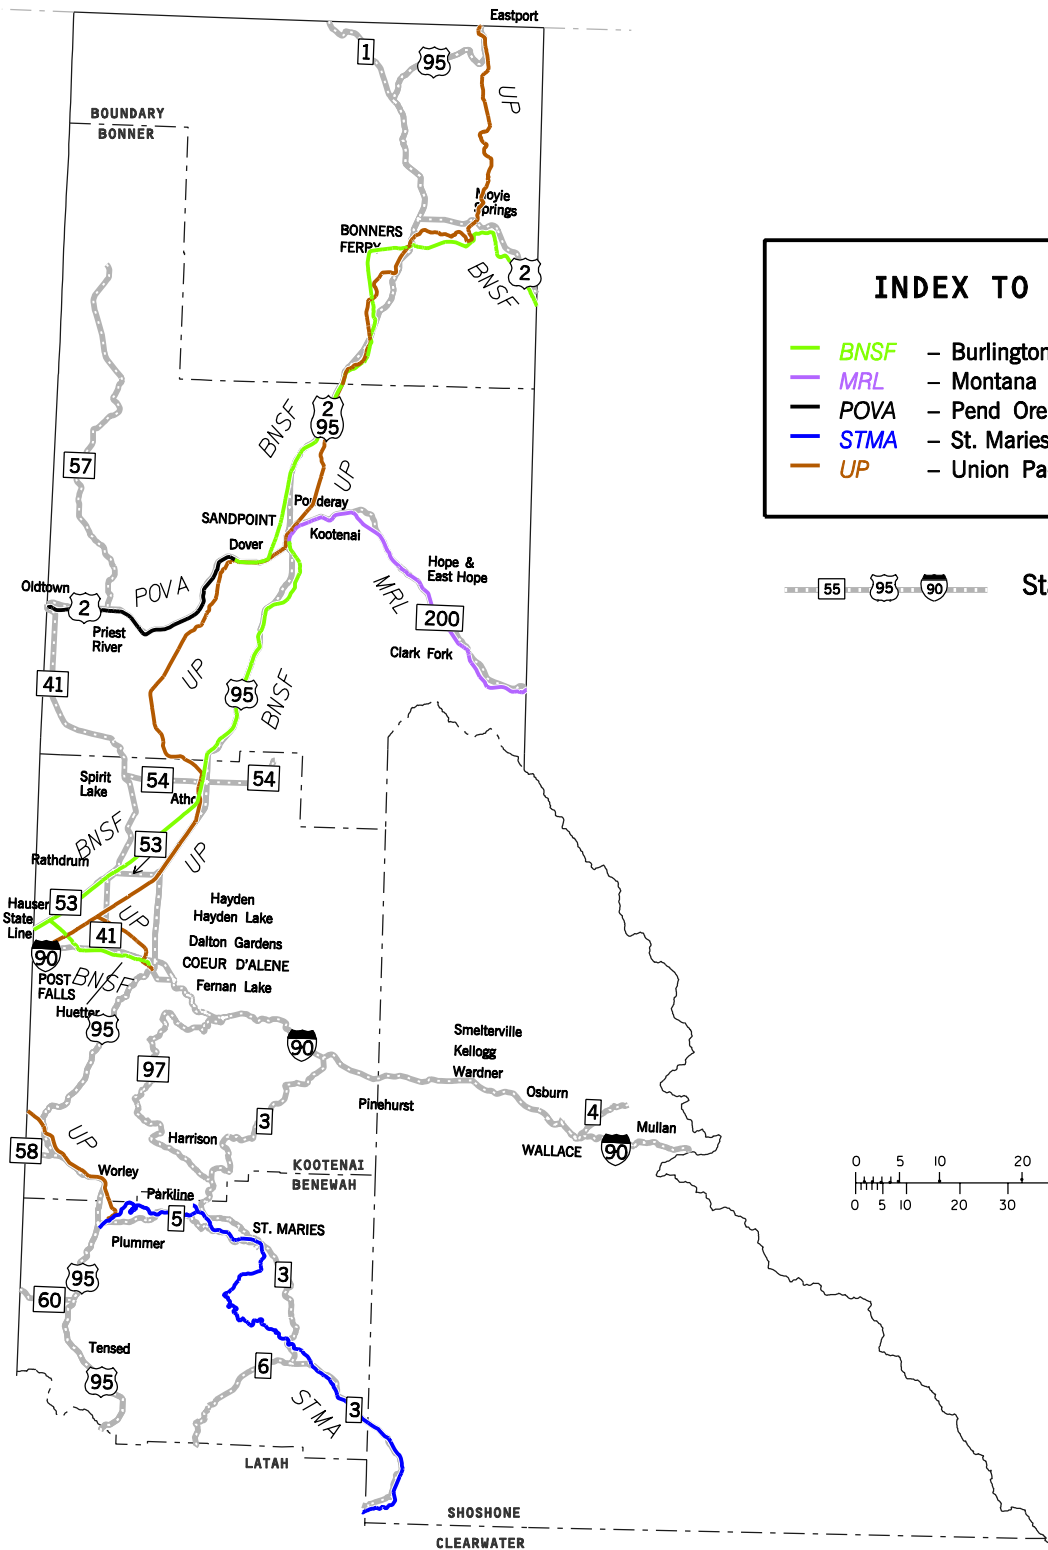 Eastport
1
95
UP
BOUNDARY
BONNER
Moyie
Springs
BONNERS
FERRY
2
BNSF
INDEX TO
BNSF – Burlington
MRL – Montana
POVA – Pend Ore
STMA – St. Maries
UP – Union Pa
2
95
BNSF
57
UP
Ponderay
SANDPOINT
Kootenai
Dover
Hope &
East Hope
Oldtown
POVA
MRL
55 95 90 St
2
200
Priest
River
Clark Fork
UP
41
95
BNSF
Spirit
Lake
54
54
Atho
BNSF
53
Rathdrum
UP
Hauser
53
Hayden
Hayden Lake
State
Line
UP
41
Dalton Gardens
90
COEUR D'ALENE
POST
FALLS
BNSF
Fernan Lake
Huetter
95
90
Smelterville
Kellogg
Wardner
97
Osburn
Pinehurst
4
3
Mullan
UP
Harrison
58
WALLACE
90
Worley
KOOTENAI
BENEWAH
0 5 10 20
0 5 10 20 30
Parkline
5
ST. MARIES
Plummer
95
3
60
Tensed
6
95
STMA
3
LATAH
SHOSHONE
CLEARWATER